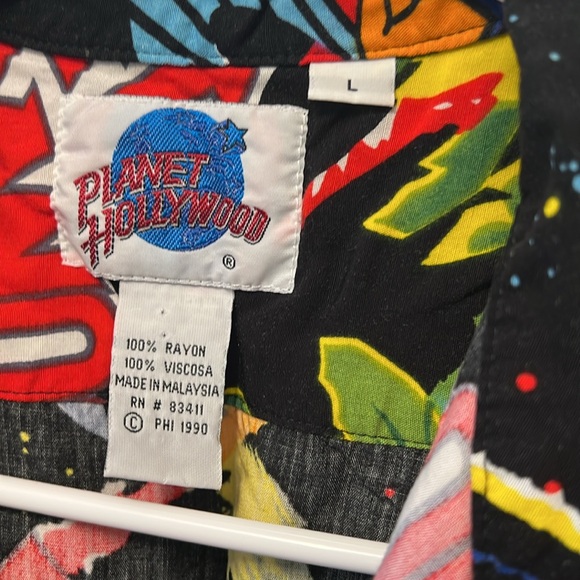 L
PLANET
HOLLYWOOD
®
100% RAYON
100% VISCOSA
MADE IN MALAYSIA
RN # 83411
© PHI 1990